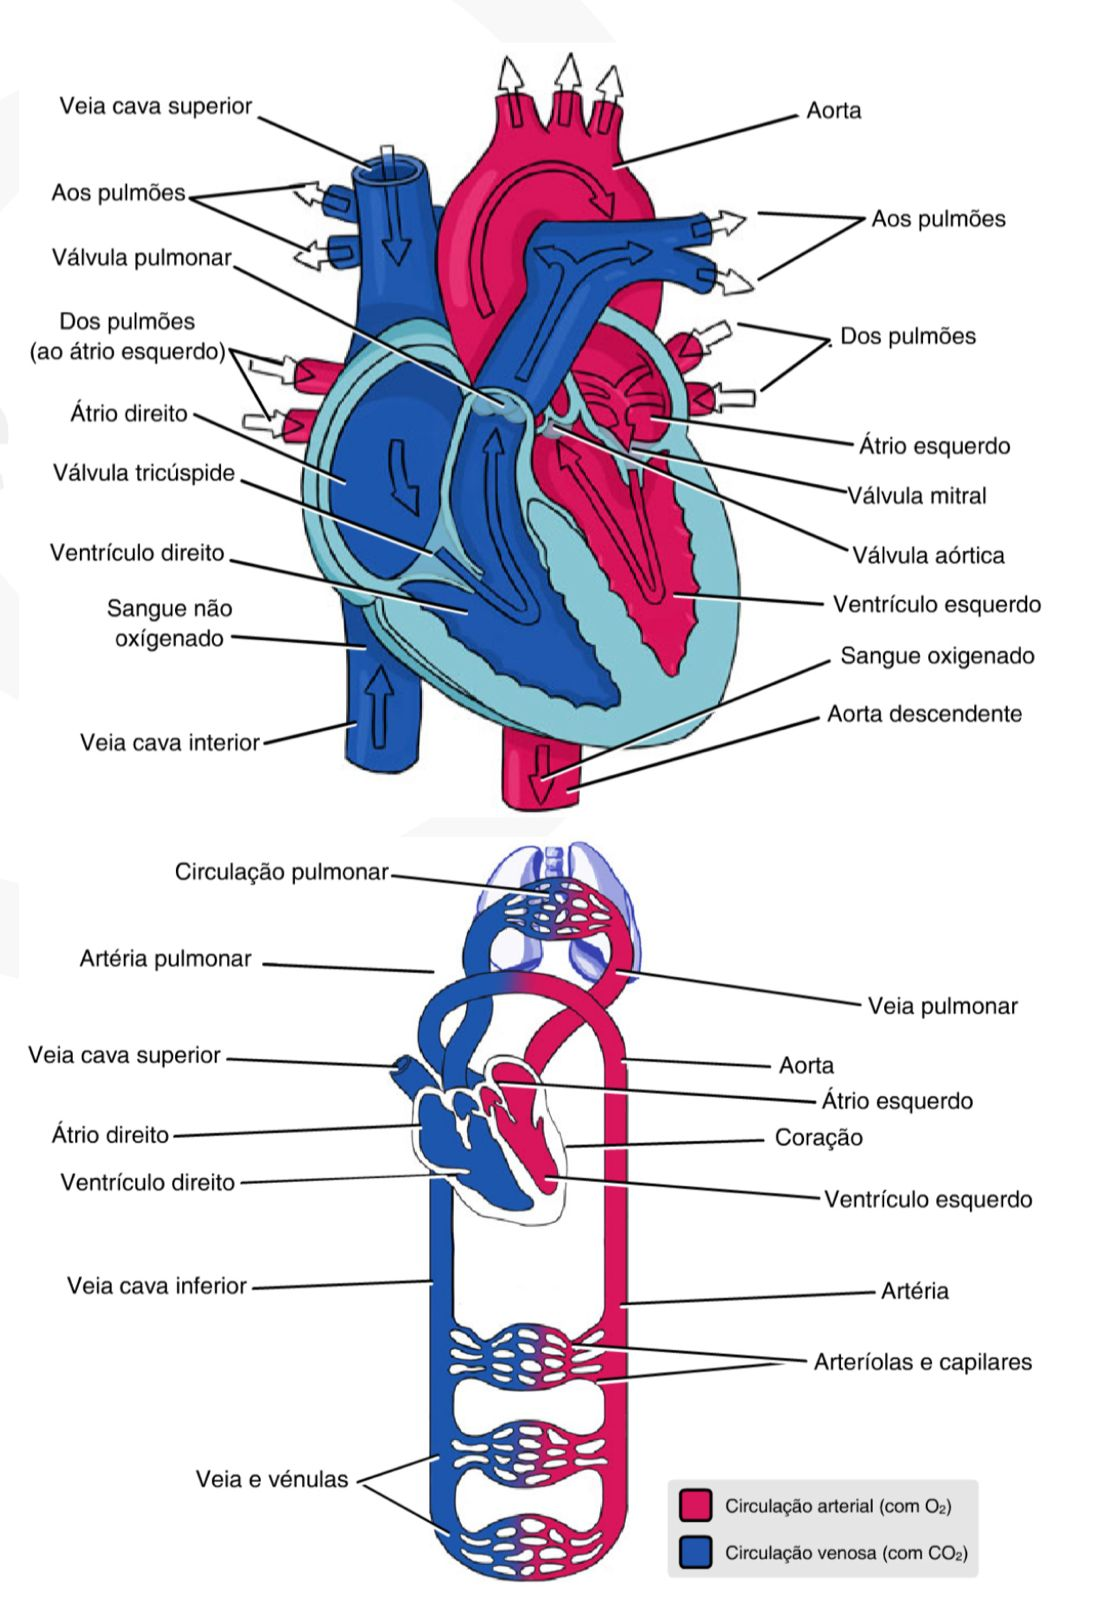 Veia cava superior
Aorta
Aos pulmões
Aos pulmões
Válvula pulmonar
Dos pulmões
(ao átrio esquerdo)
Dos pulmões
Átrio direito
Átrio esquerdo
Válvula tricúspide
Válvula mitral
Ventrículo direito
Válvula aórtica
Sangue não
oxígenado
Ventrículo esquerdo
Sangue oxigenado
Aorta descendente
Veia cava interior
Circulação pulmonar
Artéria pulmonar
Veia pulmonar
Veia cava superior
Aorta
Átrio esquerdo
Átrio direito
Coração
Ventrículo direito
Ventrículo esquerdo
Veia cava inferior
Artéria
Arteríolas e capilares
Veia e vénulas
Circulação arterial (com O₂)
Circulação venosa (com CO₂)